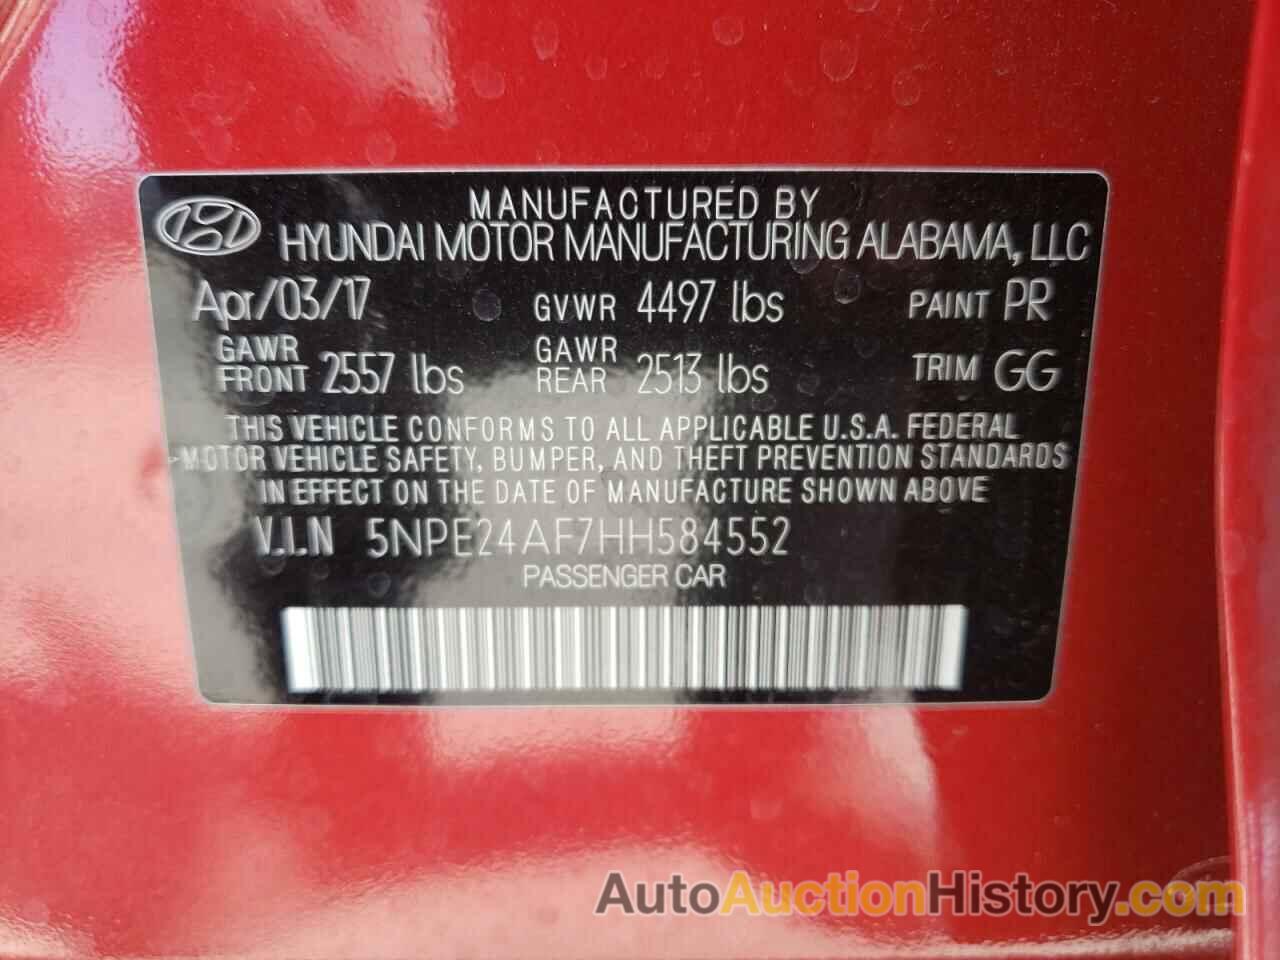 MANUFACTURED BY
HYUNDAI MOTOR MANUFACTURING ALABAMA, LLC
Apr/03/17 GVWR 4497 lbs PAINT PR
GAWR FRONT 2557 lbs GAWR REAR 2513 lbs TRIM GG
THIS VEHICLE CONFORMS TO ALL APPLICABLE U.S.A. FEDERAL
MOTOR VEHICLE SAFETY, BUMPER, AND THEFT PREVENTION STANDARDS
IN EFFECT ON THE DATE OF MANUFACTURE SHOWN ABOVE
V.I.N 5NPE24AF7HH584552
PASSENGER CAR
AutoAuctionHistory.com